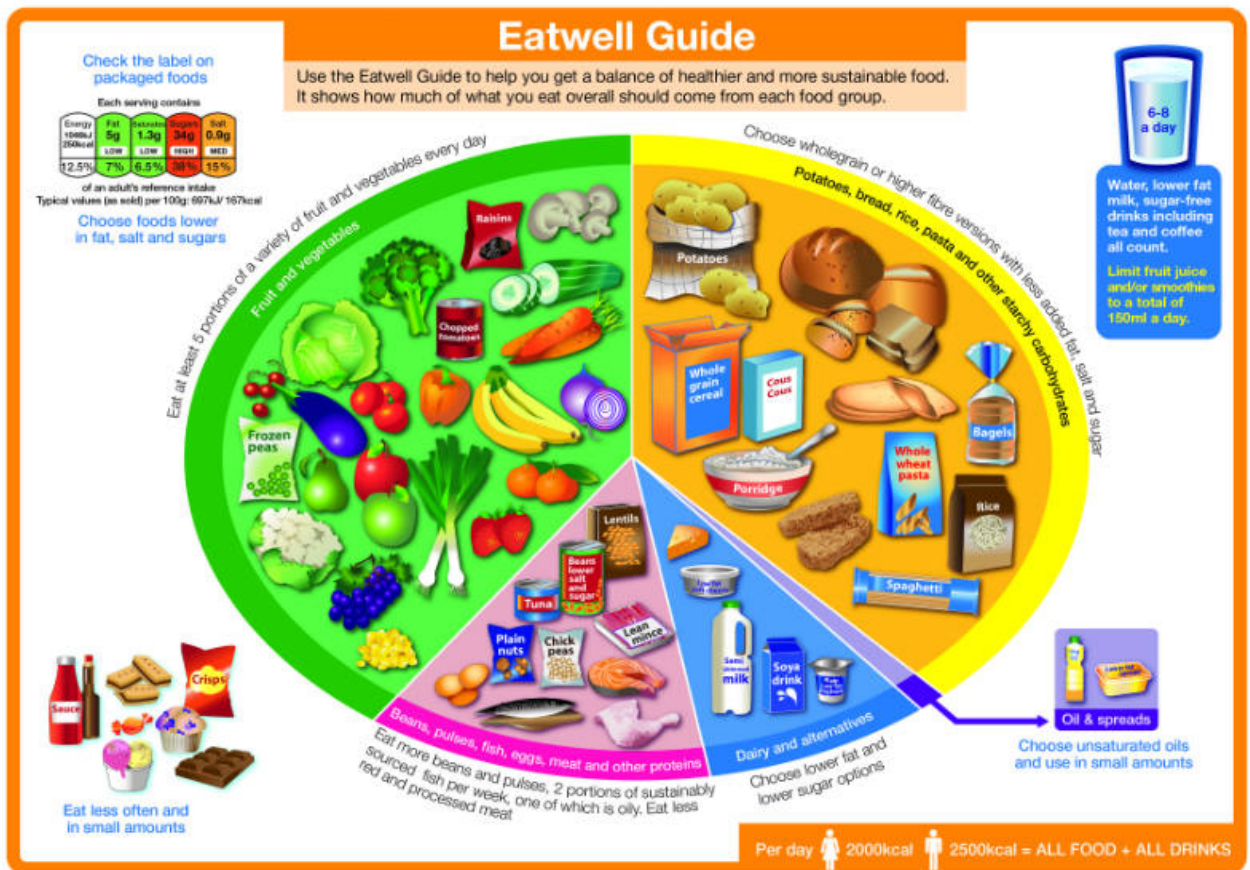 Eatwell Guide
Use the Eatwell Guide to help you get a balance of healthier and more sustainable food.
It shows how much of what you eat overall should come from each food group.
Check the label on
packaged foods
Each serving contains
Energy
1046kJ
250kcal
12.5%
Fat
5g
LOW
7%
Saturates
1.3g
LOW
6.5%
Sugars
34g
HIGH
38%
Salt
0.9g
MED
15%
of an adult's reference intake
Typical values (as sold) per 100g: 697kJ/ 167kcal
Choose foods lower
in fat, salt and sugars
6-8
a day
Water, lower fat
milk, sugar-free
drinks including
tea and coffee
all count.
Limit fruit juice
and/or smoothies
to a total of
150ml a day.
Eat at least 5 portions of a variety of fruit and vegetables every day
Fruit and vegetables
Raisins
Chopped
tomatoes
Frozen
peas
Choose wholegrain or higher fibre versions with less added fat, salt and sugar
Potatoes, bread, rice, pasta and other starchy carbohydrates
Potatoes
Whole
grain
cereal
Cous
Cous
Bagels
Whole
wheat
pasta
Porridge
Rice
Spaghetti
Lentils
Beans
lower
salt
and
sugar
Tuna
Lean
mince
Plain
nuts
Chick
peas
Beans, pulses, fish, eggs, meat and other proteins
Eat more beans and pulses, 2 portions of sustainably
sourced fish per week, one of which is oily. Eat less
red and processed meat
Semi
milk
Soya
drink
Dairy and alternatives
Choose lower fat and
lower sugar options
Oil & spreads
Choose unsaturated oils
and use in small amounts
Sauce
Crisps
Eat less often and
in small amounts
Per day 2000kcal 2500kcal = ALL FOOD + ALL DRINKS